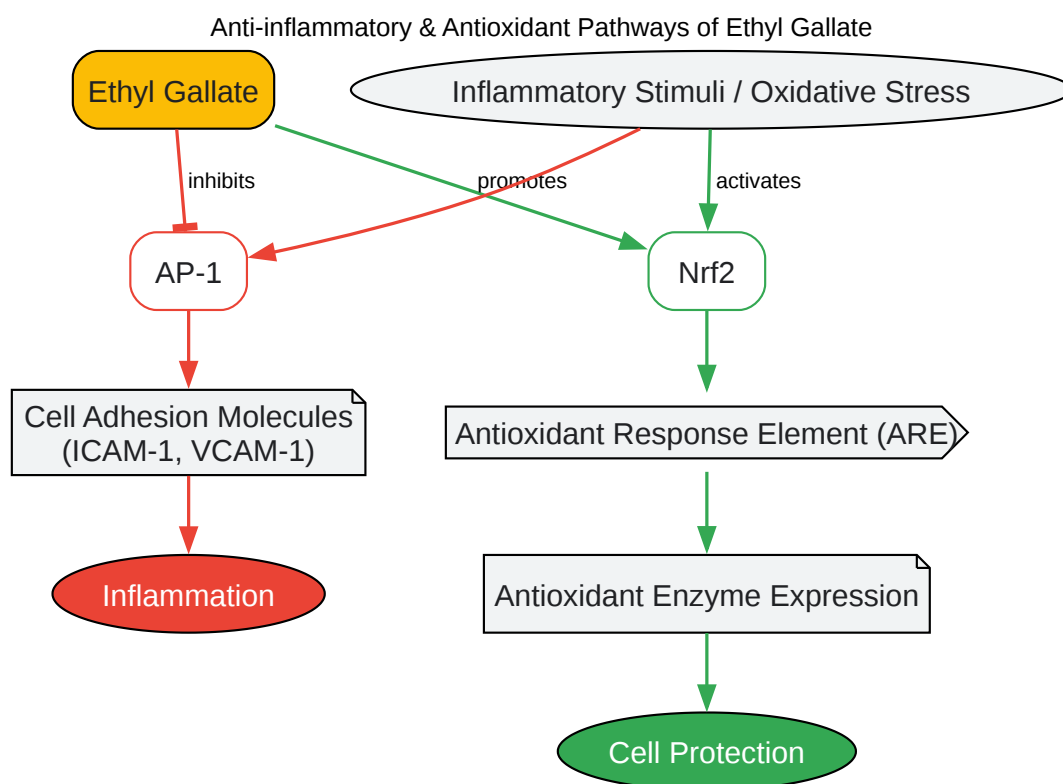 Anti-inflammatory & Antioxidant Pathways of Ethyl Gallate
Ethyl Gallate
Inflammatory Stimuli / Oxidative Stress
inhibits
promotes
activates
AP-1
Nrf2
Cell Adhesion Molecules
(ICAM-1, VCAM-1)
Antioxidant Response Element (ARE)
Inflammation
Antioxidant Enzyme Expression
Cell Protection